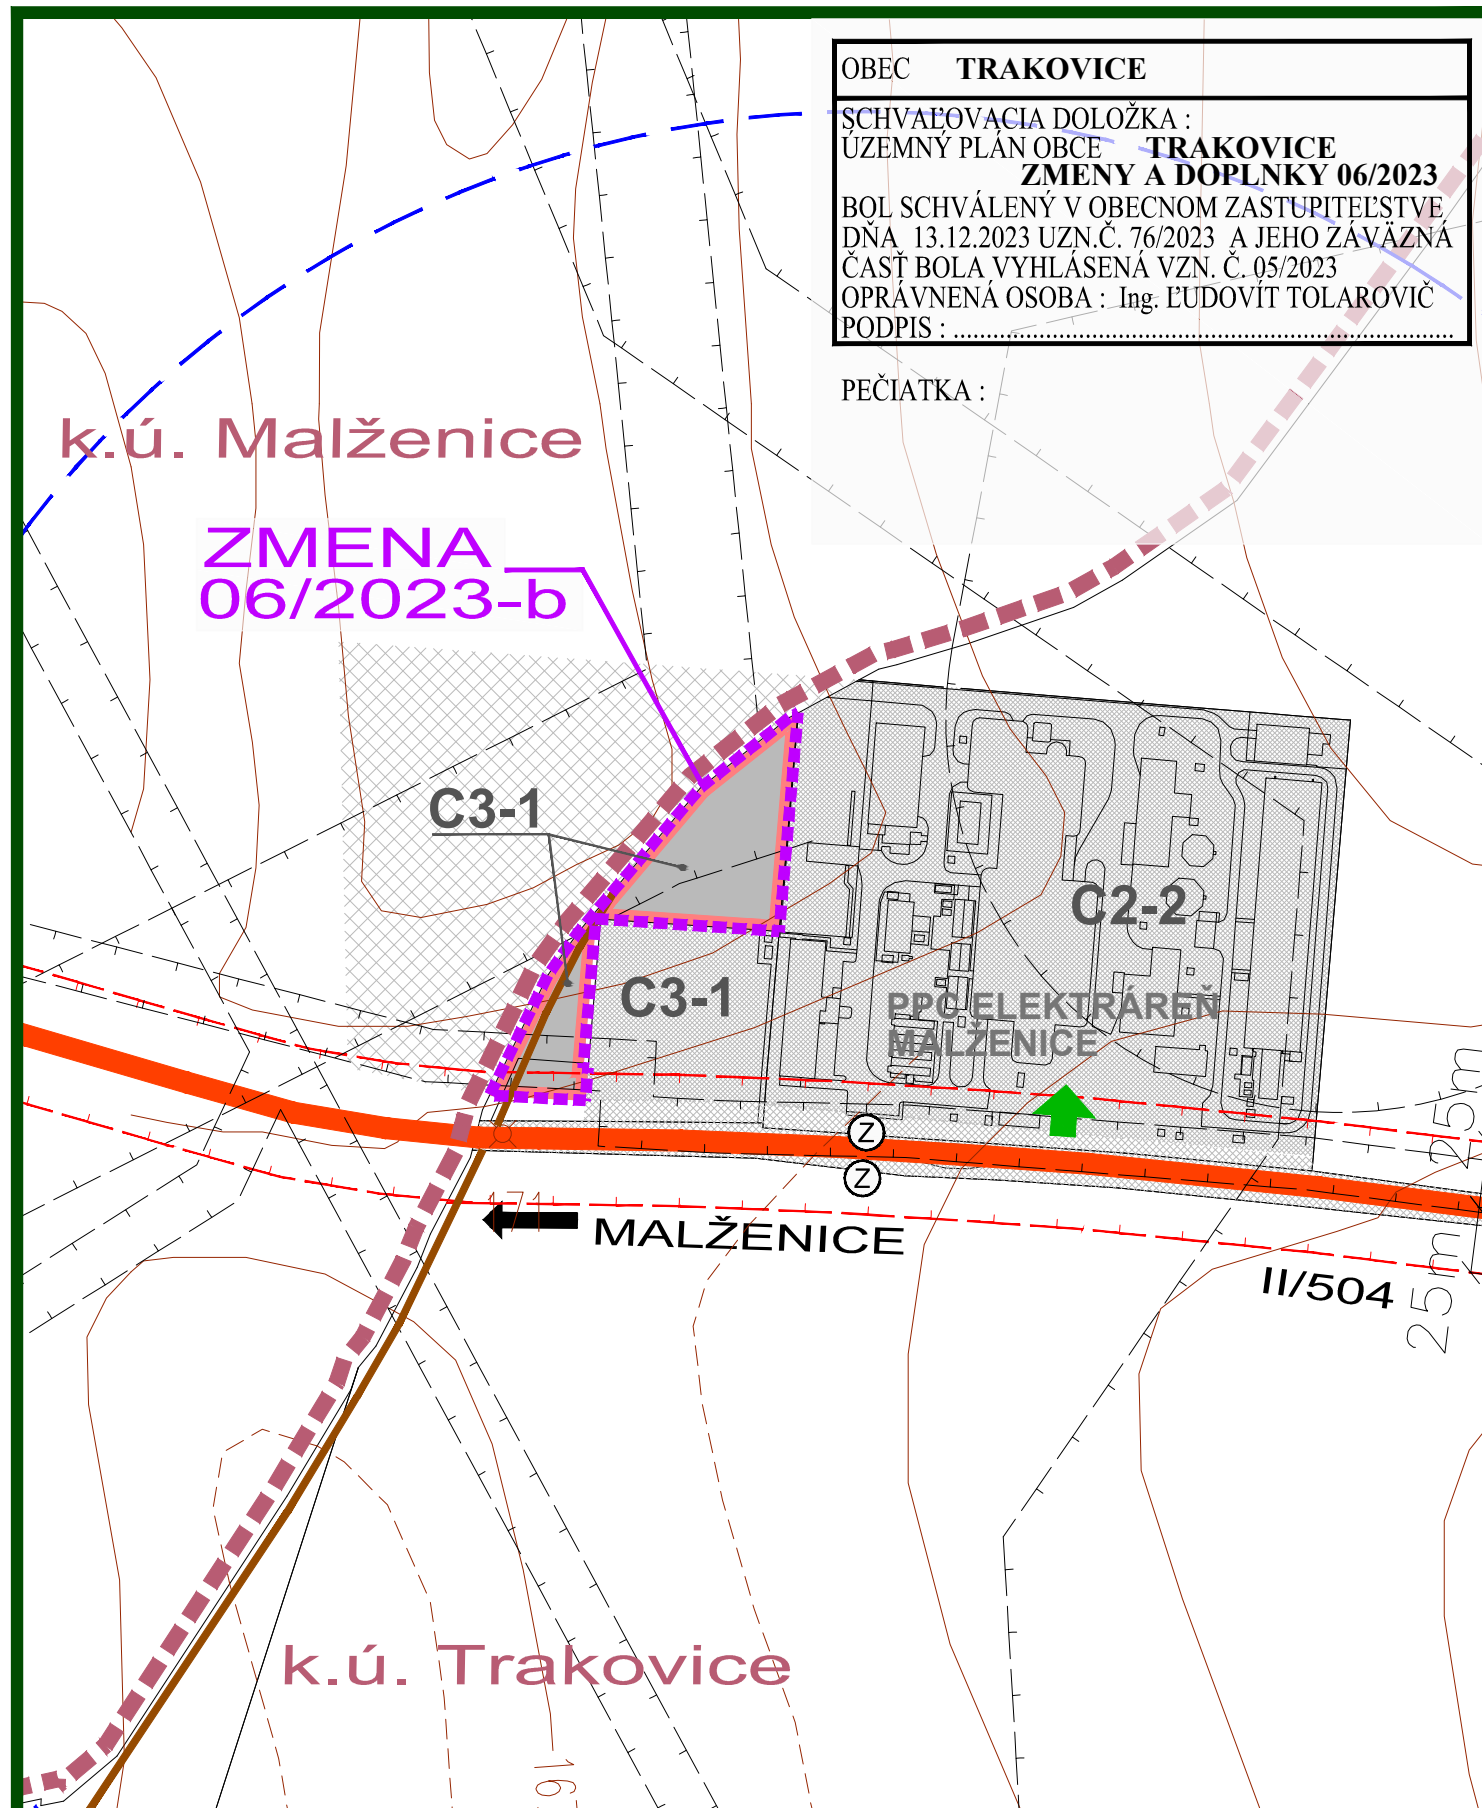 OBEC TRAKOVICE
SCHVAĽOVACIA DOLOŽKA :
ÚZEMNÝ PLÁN OBCE TRAKOVICE
ZMENY A DOPLNKY 06/2023
BOL SCHVÁLENÝ V OBECNOM ZASTUPITEĽSTVE
DŇA 13.12.2023 UZN.Č. 76/2023 A JEHO ZÁVÄZNÁ
ČASŤ BOLA VYHLÁSENÁ VZN. Č. 05/2023
OPRÁVNENÁ OSOBA : Ing. ĽUDOVÍT TOLAROVIČ
PODPIS : ............................................................
PEČIATKA :
k.ú. Malženice
ZMENA
06/2023-b
C3-1
C2-2
C3-1
PPC ELEKTRÁREŇ
MALŽENICE
25m
Z
Z
171
MALŽENICE
II/504
25m
k.ú. Trakovice